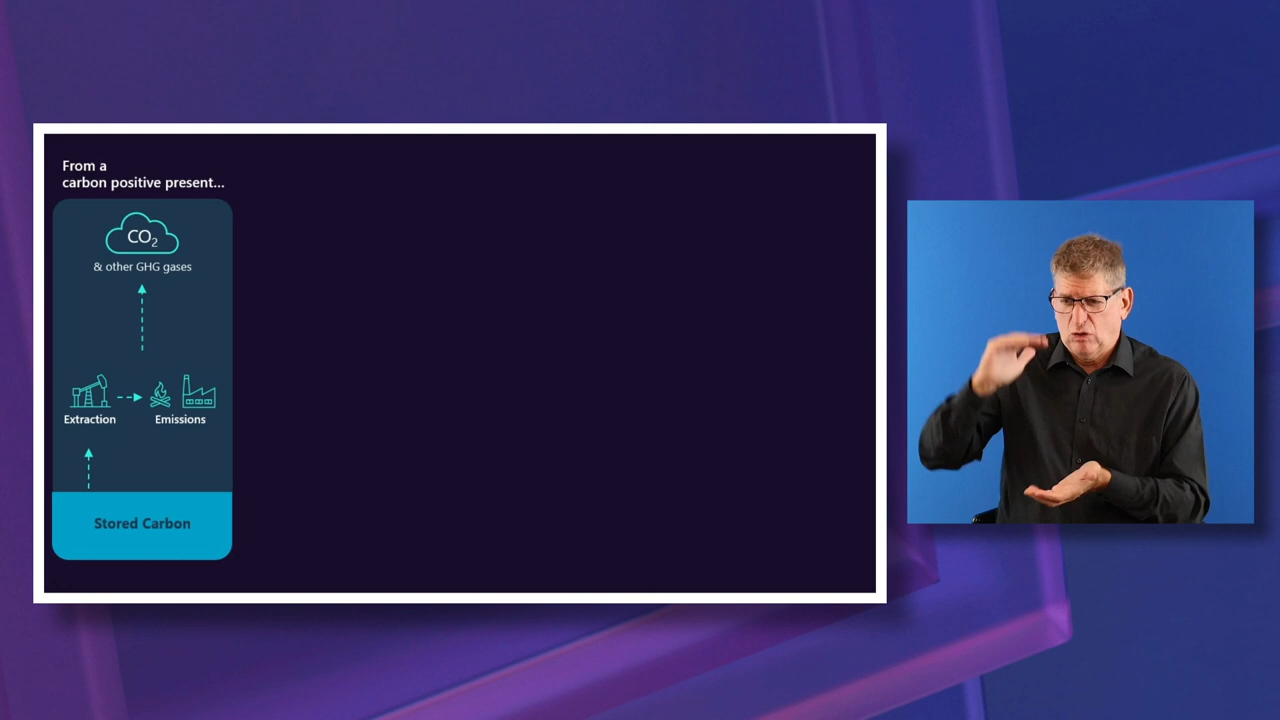 From a
carbon positive present...
CO₂
& other GHG gases
Extraction
Emissions
Stored Carbon